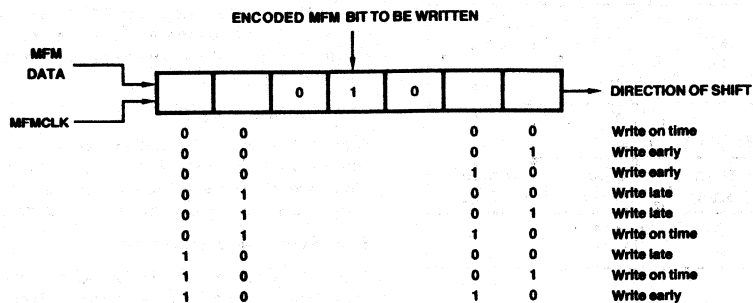 ENCODED MFM BIT TO BE WRITTEN
MFM
DATA
0 1 0
DIRECTION OF SHIFT
MFMCLK
0 0 0 0 Write on time
0 0 0 1 Write early
0 0 1 0 Write early
0 1 0 0 Write late
0 1 0 1 Write late
0 1 1 0 Write on time
1 0 0 0 Write late
1 0 0 1 Write on time
1 0 1 0 Write early